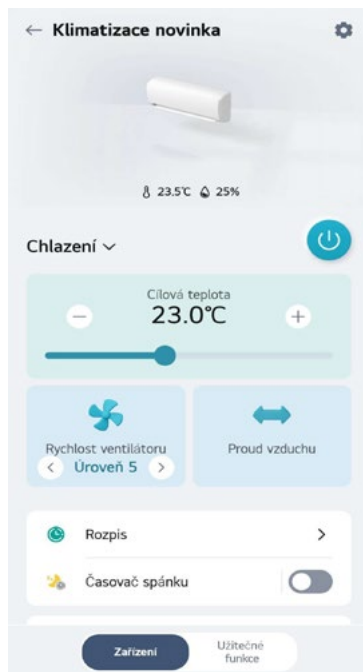 Klimatizace novinka
23.5℃ 25%
Chlazení
Cílová teplota
23.0℃
Rychlost ventilátoru
Úroveň 5
Proud vzduchu
Rozpis
Časovač spánku
Zařízení
Užitečné
funkce